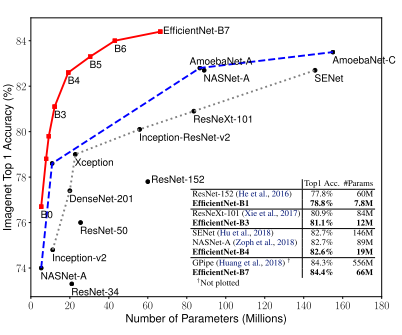 EfficientNet-B7
84
B6
AmoebaNet-A
AmoebaNet-C
B5
NASNet-A
B4
SENet
82
B3
ResNeXt-101
80
Inception-ResNet-v2
Xception
78
ResNet-152
DenseNet-201
B0
76
ResNet-50
Inception-v2
74
NASNet-A
ResNet-34
Imagenet Top 1 Accuracy (%)
0 20 40 60 80 100 120 140 160 180
Number of Parameters (Millions)
Top1 Acc. #Params
ResNet-152 (He et al., 2016) 77.8% 60M
EfficientNet-B1 78.8% 7.8M
ResNeXt-101 (Xie et al., 2017) 80.9% 84M
EfficientNet-B3 81.1% 12M
SENet (Hu et al., 2018) 82.7% 146M
NASNet-A (Zoph et al., 2018) 82.7% 89M
EfficientNet-B4 82.6% 19M
GPipe (Huang et al., 2018) † 84.3% 556M
EfficientNet-B7 84.4% 66M
†Not plotted